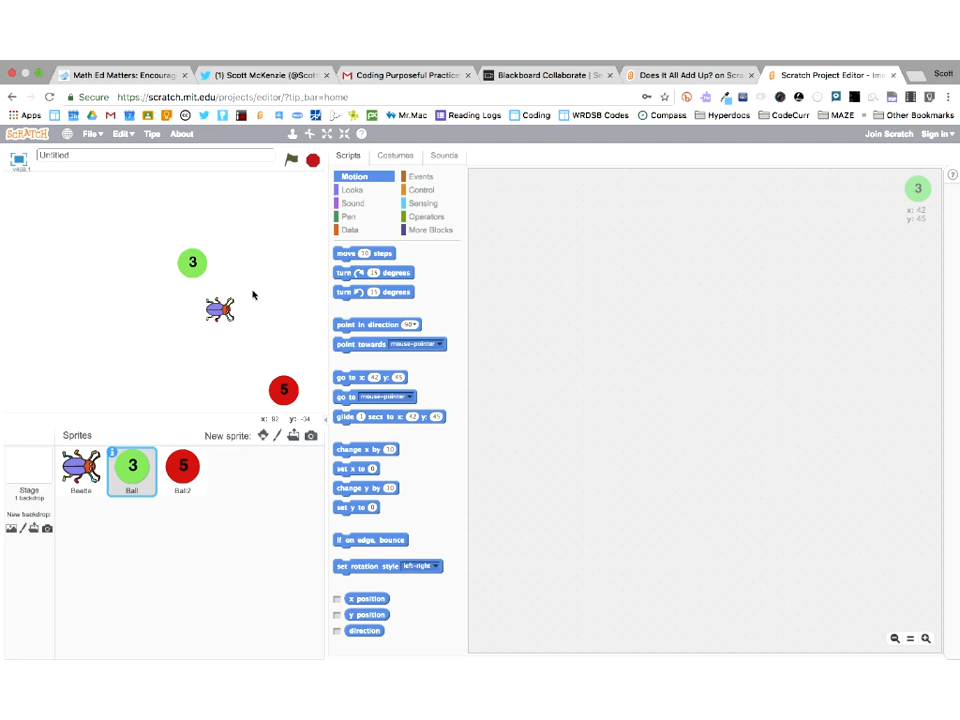 Math Ed Matters: Encourag × (1) Scott McKenzie (@Scott × Coding Purposeful Practice × Blackboard Collaborate | Se × Does It All Add Up? on Scra × Scratch Project Editor - Ima × Scott
Secure https://scratch.mit.edu/projects/editor/?tip_bar=home
Apps Mr.Mac Reading Logs Coding WRDSB Codes Compass Hyperdocs CodeCurr MAZE » Other Bookmarks
SCRATCH File Edit Tips About Join Scratch Sign in
Untitled
Scripts Costumes Sounds
Motion Events
Looks Control
Sound Sensing
Pen Operators
Data More Blocks
3
x: 42
y: 45
3
5
x: 92 y: -34
move 10 steps
turn 15 degrees
turn 15 degrees
point in direction 90
point towards mouse-pointer
go to x: 42 y: 45
go to mouse-pointer
glide 1 secs to x: 42 y: 45
change x by 10
set x to 0
change y by 10
set y to 0
if on edge, bounce
set rotation style left-right
x position
y position
direction
Sprites New sprite:
3 5
Beetle Ball Ball2
Stage
1 backdrop
New backdrop: